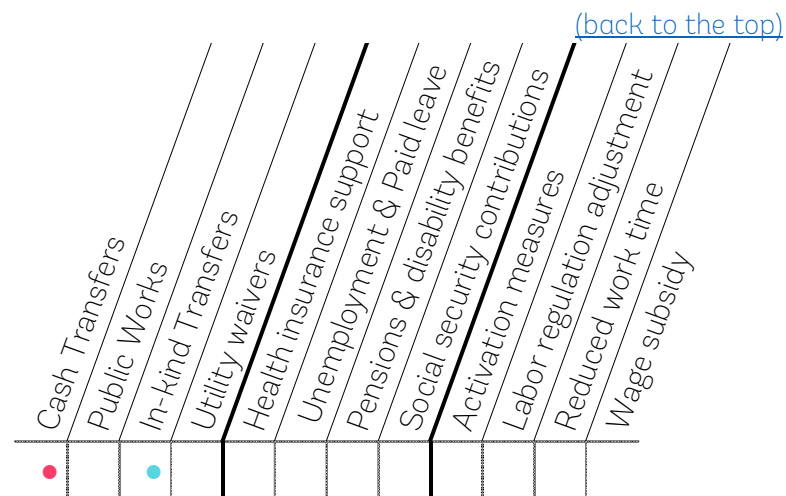 (back to the top)
Cash Transfers
Public Works
In-kind Transfers
Utility waivers
Health insurance support
Unemployment & Paid leave
Pensions & disability benefits
Social security contributions
Activation measures
Labor regulation adjustment
Reduced work time
Wage subsidy